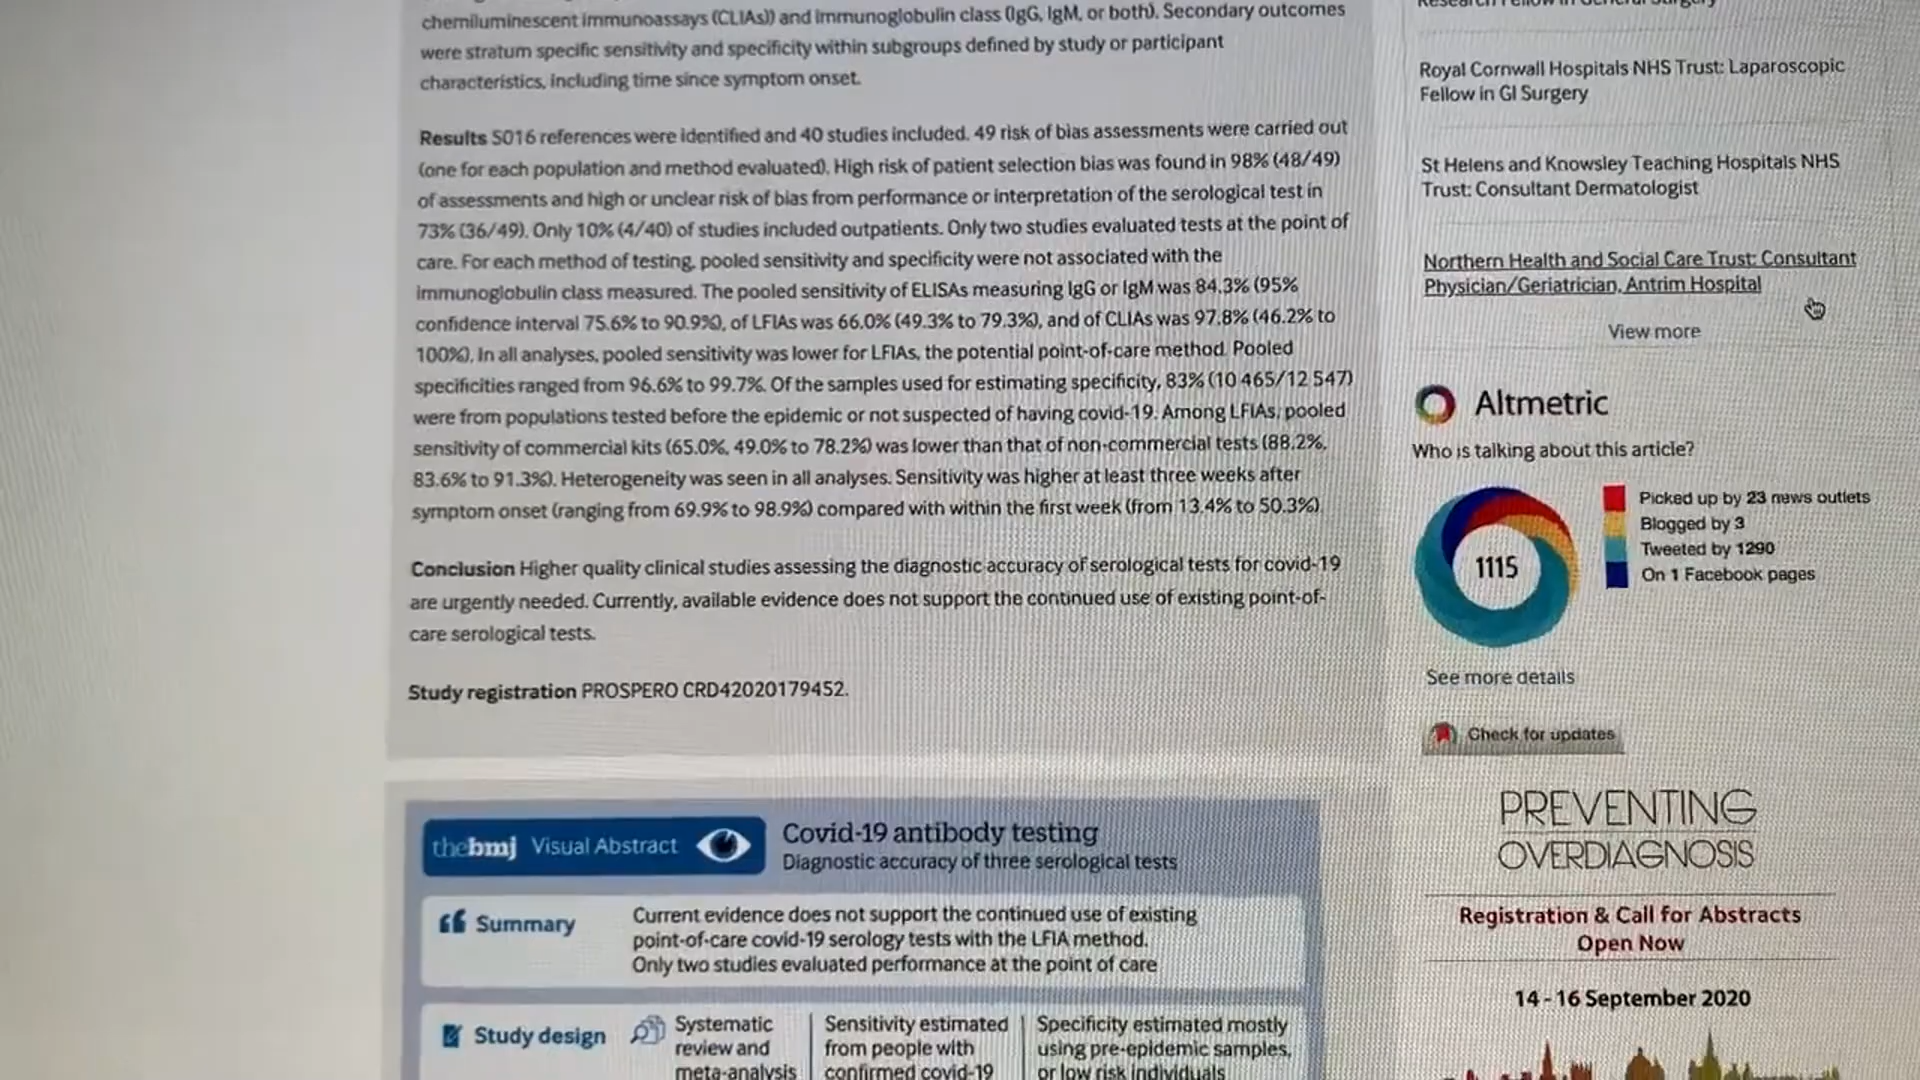 chemiluminescent immunoassays (CLIAs)) and immunoglobulin class (IgG, IgM, or both). Secondary outcomes
were stratum specific sensitivity and specificity within subgroups defined by study or participant
characteristics, including time since symptom onset.
Results 5016 references were identified and 40 studies included. 49 risk of bias assessments were carried out
(one for each population and method evaluated). High risk of patient selection bias was found in 98% (48/49)
of assessments and high or unclear risk of bias from performance or interpretation of the serological test in
73% (36/49). Only 10% (4/40) of studies included outpatients. Only two studies evaluated tests at the point of
care. For each method of testing, pooled sensitivity and specificity were not associated with the
immunoglobulin class measured. The pooled sensitivity of ELISAs measuring IgG or IgM was 84.3% (95%
confidence interval 75.6% to 90.9%), of LFIAs was 66.0% (49.3% to 79.3%), and of CLIAs was 97.8% (46.2% to
100%). In all analyses, pooled sensitivity was lower for LFIAs, the potential point-of-care method. Pooled
specificities ranged from 96.6% to 99.7%. Of the samples used for estimating specificity, 83% (10 465/12 547)
were from populations tested before the epidemic or not suspected of having covid-19. Among LFIAs, pooled
sensitivity of commercial kits (65.0%, 49.0% to 78.2%) was lower than that of non-commercial tests (88.2%,
83.6% to 91.3%). Heterogeneity was seen in all analyses. Sensitivity was higher at least three weeks after
symptom onset (ranging from 69.9% to 98.9%) compared with within the first week (from 13.4% to 50.3%).
Conclusion Higher quality clinical studies assessing the diagnostic accuracy of serological tests for covid-19
are urgently needed. Currently, available evidence does not support the continued use of existing point-of-
care serological tests.
Study registration PROSPERO CRD42020179452.
thebmj Visual Abstract
Covid-19 antibody testing
Diagnostic accuracy of three serological tests
Summary
Current evidence does not support the continued use of existing
point-of-care covid-19 serology tests with the LFIA method.
Only two studies evaluated performance at the point of care
Study design
Systematic
review and
meta-analysis
Sensitivity estimated
from people with
confirmed covid-19
Specificity estimated mostly
using pre-epidemic samples,
or low risk individuals
Research Fellow in General Surgery
Royal Cornwall Hospitals NHS Trust: Laparoscopic
Fellow in GI Surgery
St Helens and Knowsley Teaching Hospitals NHS
Trust: Consultant Dermatologist
Northern Health and Social Care Trust: Consultant
Physician/Geriatrician, Antrim Hospital
View more
Altmetric
Who is talking about this article?
1115
Picked up by 23 news outlets
Blogged by 3
Tweeted by 1290
On 1 Facebook pages
See more details
Check for updates
PREVENTING
OVERDIAGNOSIS
Registration & Call for Abstracts
Open Now
14 - 16 September 2020